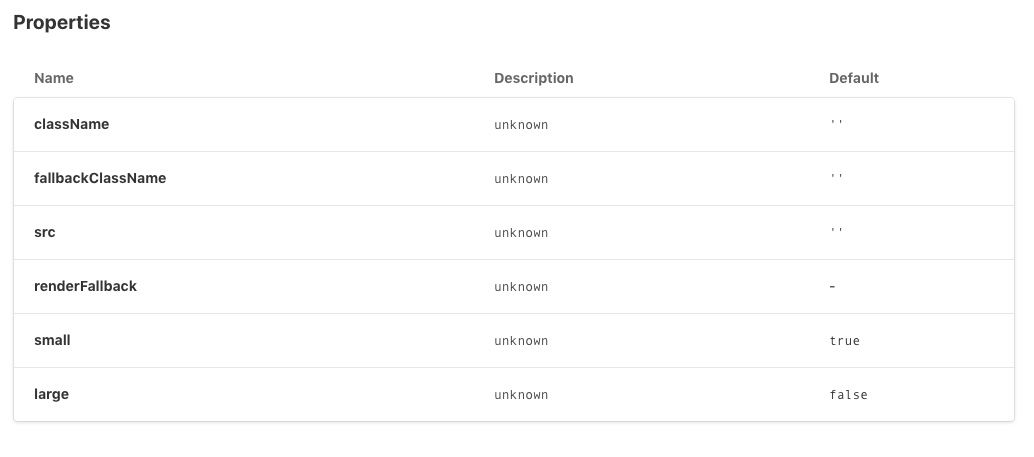 Properties
Name Description Default
className unknown ''
fallbackClassName unknown ''
src unknown ''
renderFallback unknown -
small unknown true
large unknown false